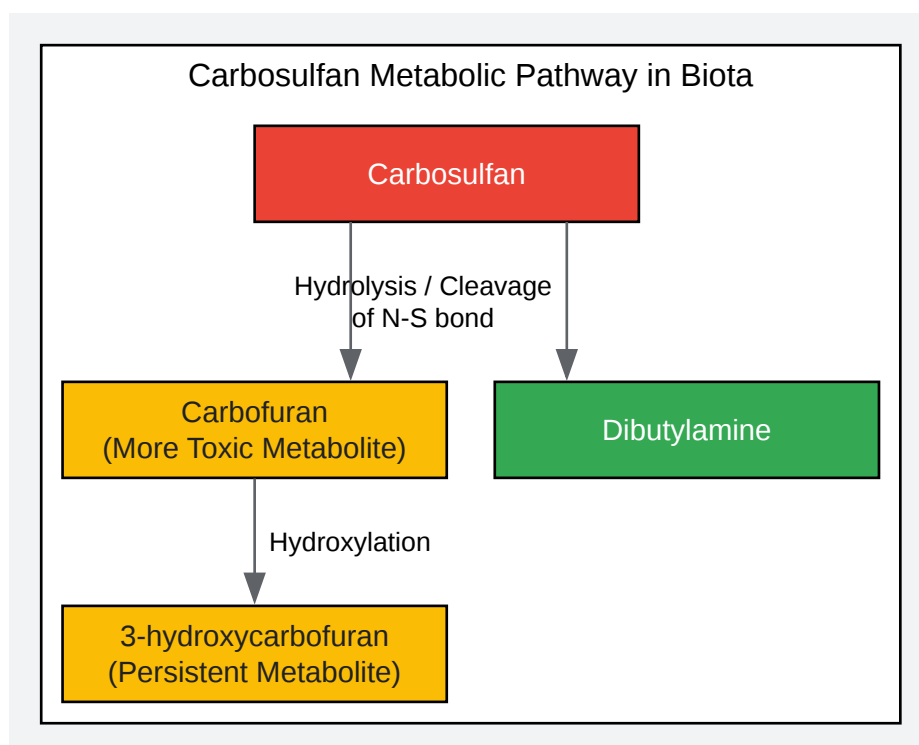 Carbosulfan Metabolic Pathway in Biota
Carbosulfan
Hydrolysis / Cleavage
of N-S bond
Carbofuran
(More Toxic Metabolite)
Dibutylamine
Hydroxylation
3-hydroxycarbofuran
(Persistent Metabolite)